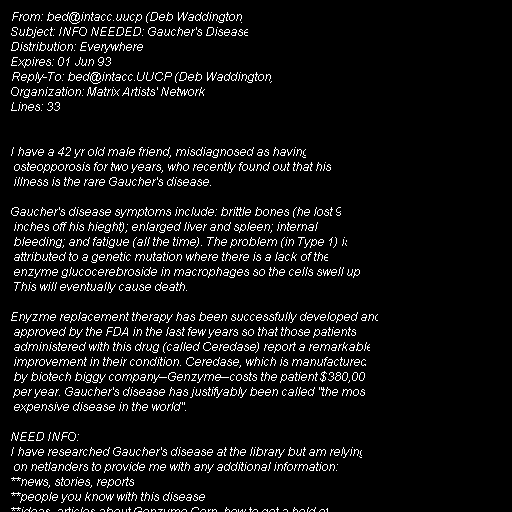 From: bed@intacc.uucp (Deb Waddington)
Subject: INFO NEEDED: Gaucher's Disease
Distribution: Everywhere
Expires: 01 Jun 93
Reply-To: bed@intacc.UUCP (Deb Waddington)
Organization: Matrix Artists' Network
Lines: 33

I have a 42 yr old male friend, misdiagnosed as having
osteopporosis for two years, who recently found out that his
illness is the rare Gaucher's disease.

Gaucher's disease symptoms include: brittle bones (he lost 9
inches off his hieght); enlarged liver and spleen; internal
bleeding; and fatigue (all the time). The problem (in Type 1) is
attributed to a genetic mutation where there is a lack of the
enzyme glucocerebroside in macrophages so the cells swell up
This will eventually cause death.

Enyzme replacement therapy has been successfully developed and
approved by the FDA in the last few years so that those patients
administered with this drug (called Ceredase) report a remarkable
improvement in their condition. Ceredase, which is manufactured
by biotech biggy company--Genzyme--costs the patient $380,00
per year. Gaucher's disease has justifyably been called "the mos
expensive disease in the world".

NEED INFO:
I have researched Gaucher's disease at the library but am relying
on netlanders to provide me with any additional information:
**news, stories, reports
**people you know with this disease
**ideas, articles about Genzyme Corp, how to get a hold of